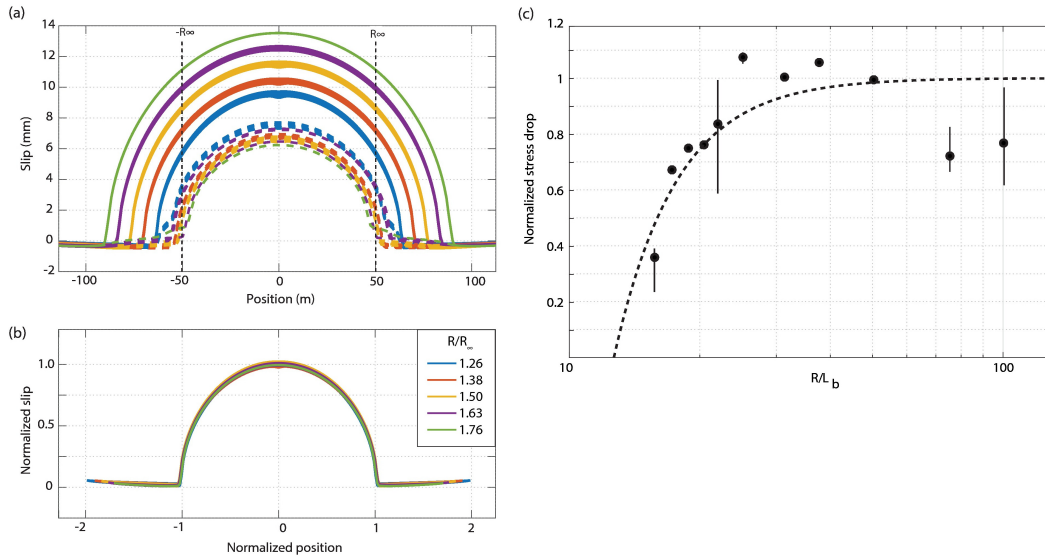 (a)
Slip (mm)
14
12
10
8
6
4
2
0
-2
-R∞
R∞
-100
-50
0
50
100
Position (m)
(b)
Normalized slip
1.0
0.5
0
-2
-1
0
1
2
Normalized position
R/R∞
1.26
1.38
1.50
1.63
1.76
(c)
Normalized stress drop
1.2
1
0.8
0.6
0.4
0.2
10
100
R/L b